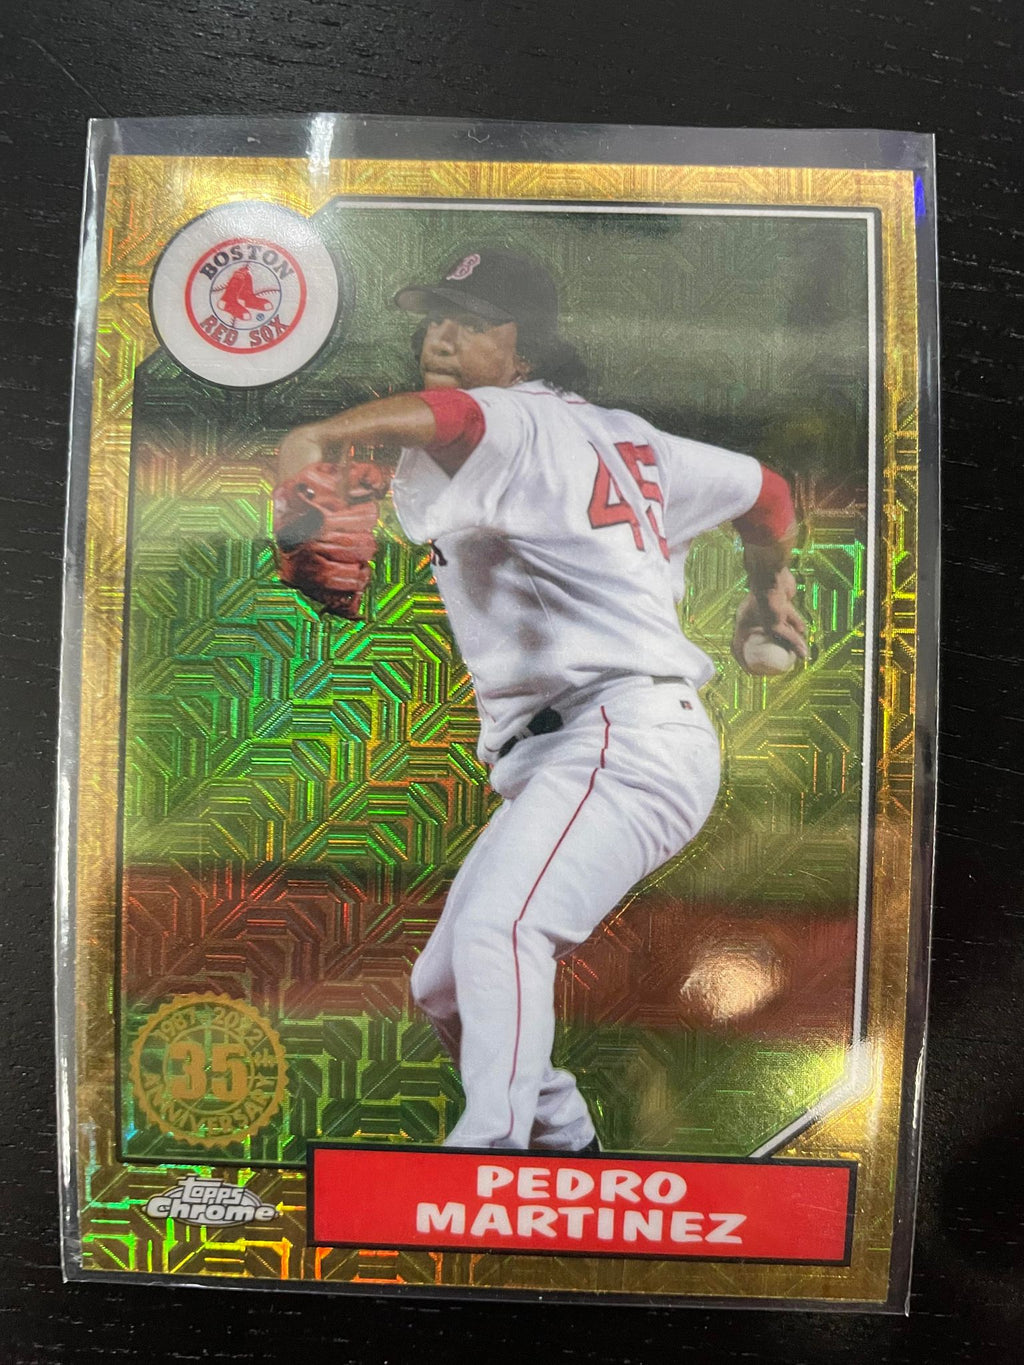 BOSTON
RED SOX
B
45
1987-2022
35
ANNIVERSARY
Topps
Chrome
PEDRO
MARTINEZ